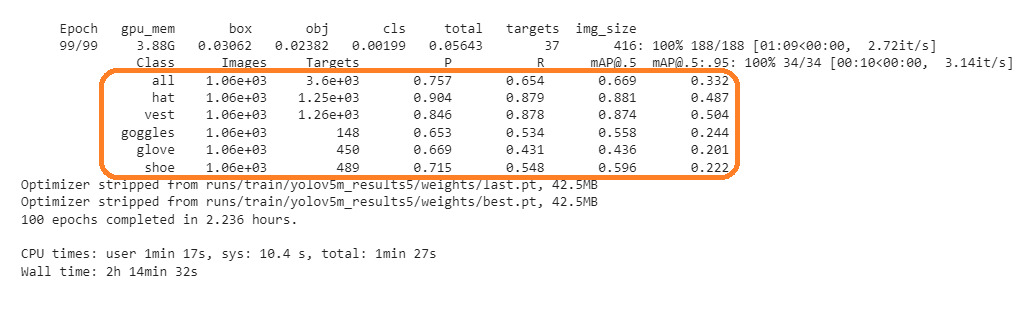 Epoch gpu_mem box obj cls total targets img_size
99/99 3.88G 0.03062 0.02382 0.00199 0.05643 37 416: 100% 188/188 [01:09<00:00, 2.72it/s]
Class Images Targets P R mAP@.5 mAP@.5:.95: 100% 34/34 [00:10<00:00, 3.14it/s]
all 1.06e+03 3.6e+03 0.757 0.654 0.669 0.332
hat 1.06e+03 1.25e+03 0.904 0.879 0.881 0.487
vest 1.06e+03 1.26e+03 0.846 0.878 0.874 0.504
goggles 1.06e+03 148 0.653 0.534 0.558 0.244
glove 1.06e+03 450 0.669 0.431 0.436 0.201
shoe 1.06e+03 489 0.715 0.548 0.596 0.222
Optimizer stripped from runs/train/yolov5m_results5/weights/last.pt, 42.5MB
Optimizer stripped from runs/train/yolov5m_results5/weights/best.pt, 42.5MB
100 epochs completed in 2.236 hours.
CPU times: user 1min 17s, sys: 10.4 s, total: 1min 27s
Wall time: 2h 14min 32s